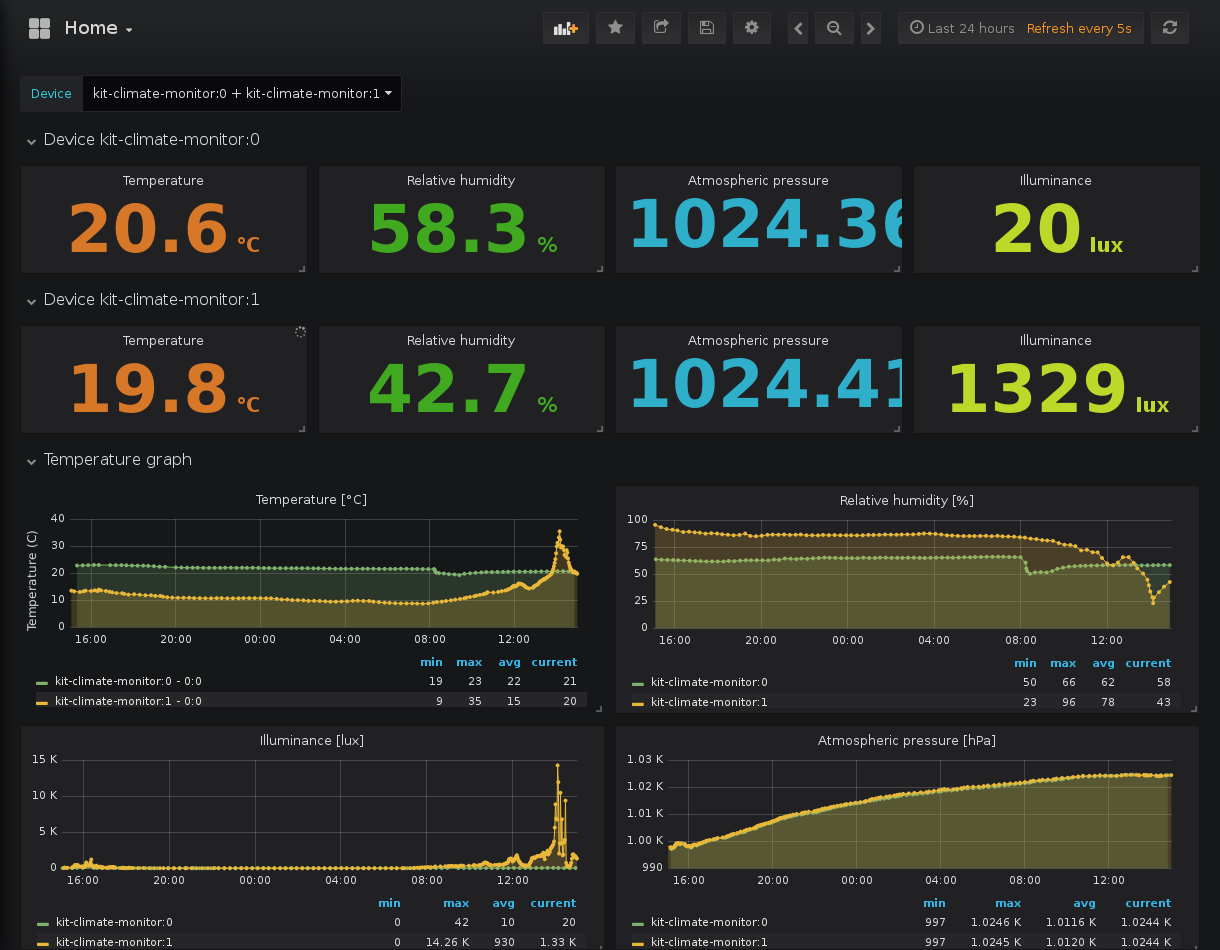 Home
Last 24 hours Refresh every 5s
Device kit-climate-monitor:0 + kit-climate-monitor:1
Device kit-climate-monitor:0
Temperature Relative humidity Atmospheric pressure Illuminance
20.6 °C 58.3 % 1024.36 20 lux
Device kit-climate-monitor:1
Temperature Relative humidity Atmospheric pressure Illuminance
19.8 °C 42.7 % 1024.41 1329 lux
Temperature graph
Temperature [°C]
Temperature (C)
40
30
20
10
0
16:00 20:00 00:00 04:00 08:00 12:00
min max avg current
kit-climate-monitor:0 - 0:0 19 23 22 21
kit-climate-monitor:1 - 0:0 9 35 15 20
Relative humidity [%]
100
75
50
25
0
16:00 20:00 00:00 04:00 08:00 12:00
min max avg current
kit-climate-monitor:0 50 66 62 58
kit-climate-monitor:1 23 96 78 43
Illuminance [lux]
15 K
10 K
5 K
0
16:00 20:00 00:00 04:00 08:00 12:00
min max avg current
kit-climate-monitor:0 0 42 10 20
kit-climate-monitor:1 0 14.26 K 930 1.33 K
Atmospheric pressure [hPa]
1.03 K
1.02 K
1.01 K
1.00 K
990
16:00 20:00 00:00 04:00 08:00 12:00
min max avg current
kit-climate-monitor:0 997 1.0246 K 1.0116 K 1.0244 K
kit-climate-monitor:1 997 1.0245 K 1.0120 K 1.0244 K